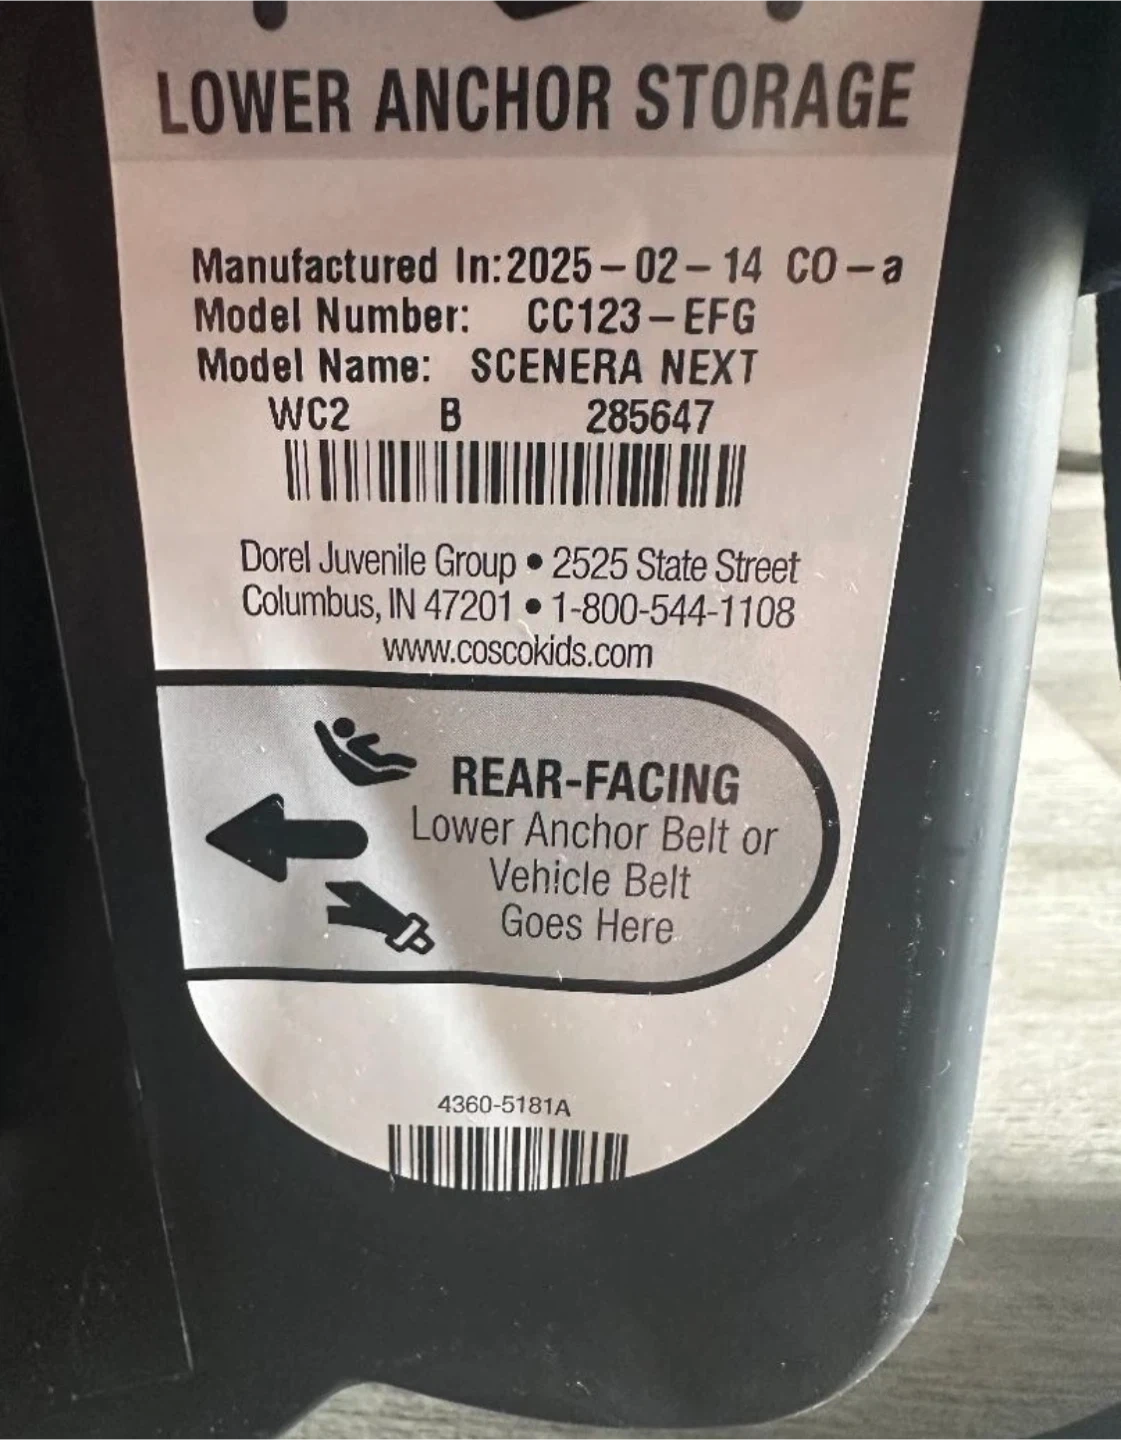 LOWER ANCHOR STORAGE
Manufactured In:2025-02-14 CO-a
Model Number: CC123-EFG
Model Name: SCENERA NEXT
WC2 B 285647
Dorel Juvenile Group • 2525 State Street
Columbus, IN 47201 • 1-800-544-1108
www.coscokids.com
REAR-FACING
Lower Anchor Belt or
Vehicle Belt
Goes Here
4360-5181A